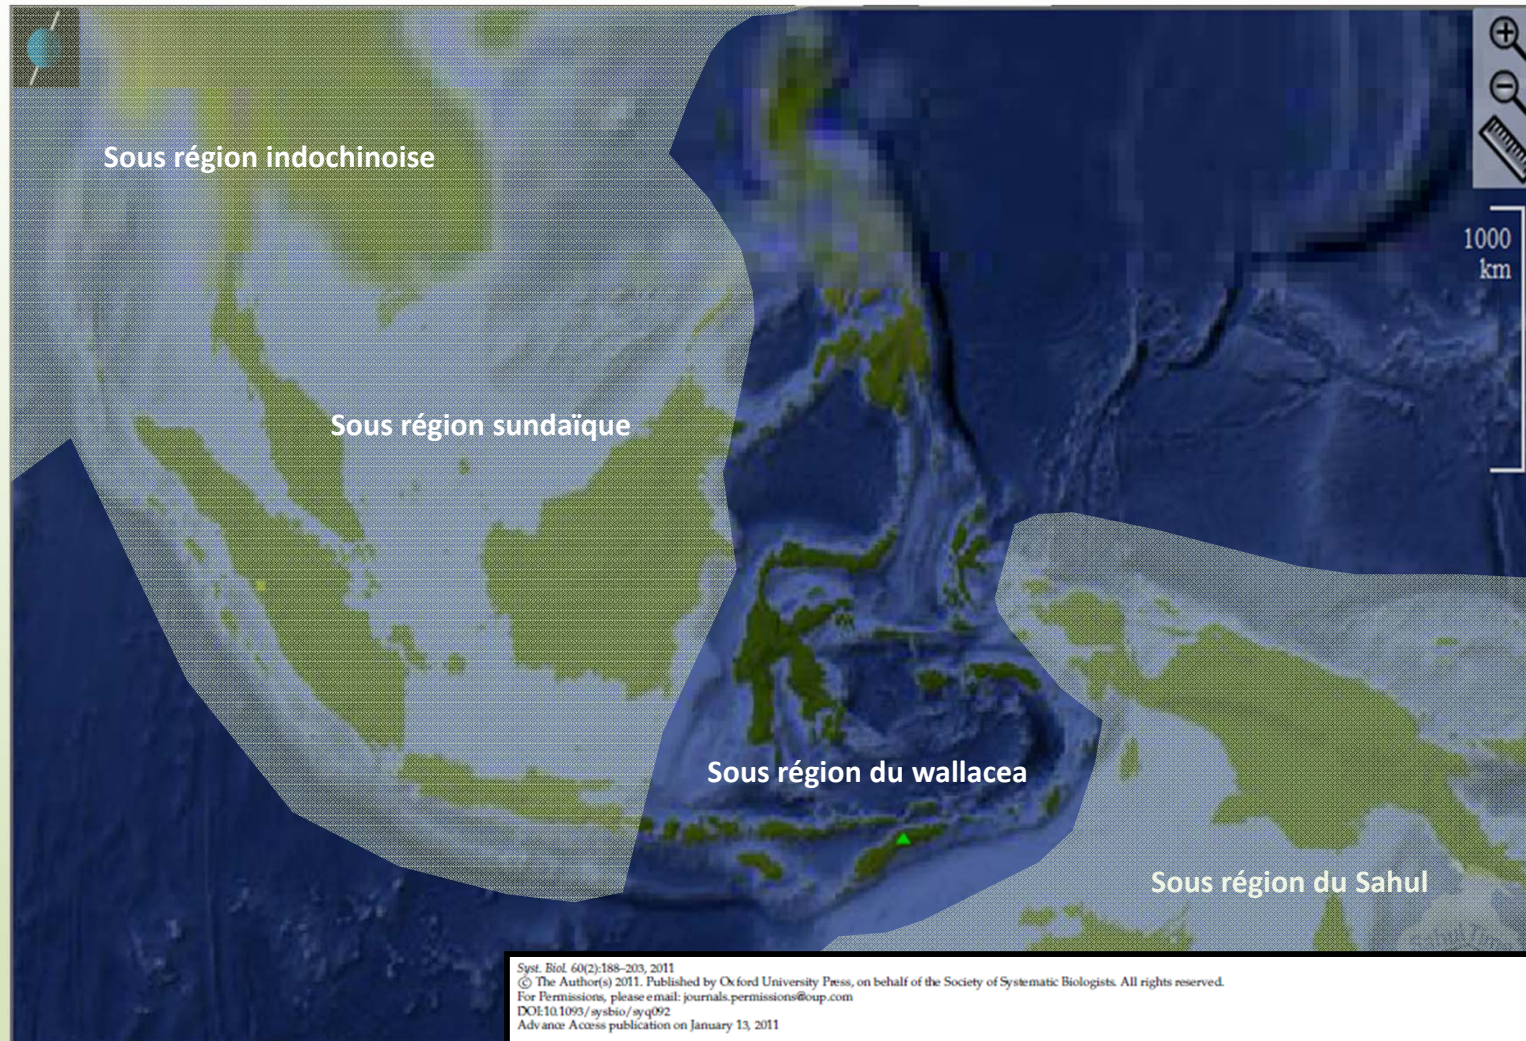 Sous région indochinoise
1000
km
Sous région sundaïque
Sous région du wallacea
Sous région du Sahul
Sahul Time
Syst. Biol. 60(2):188–203, 2011
© The Author(s) 2011. Published by Oxford University Press, on behalf of the Society of Systematic Biologists. All rights reserved.
For Permissions, please email: journals.permissions@oup.com
DOI:10.1093/sysbio/syq092
Advance Access publication on January 13, 2011